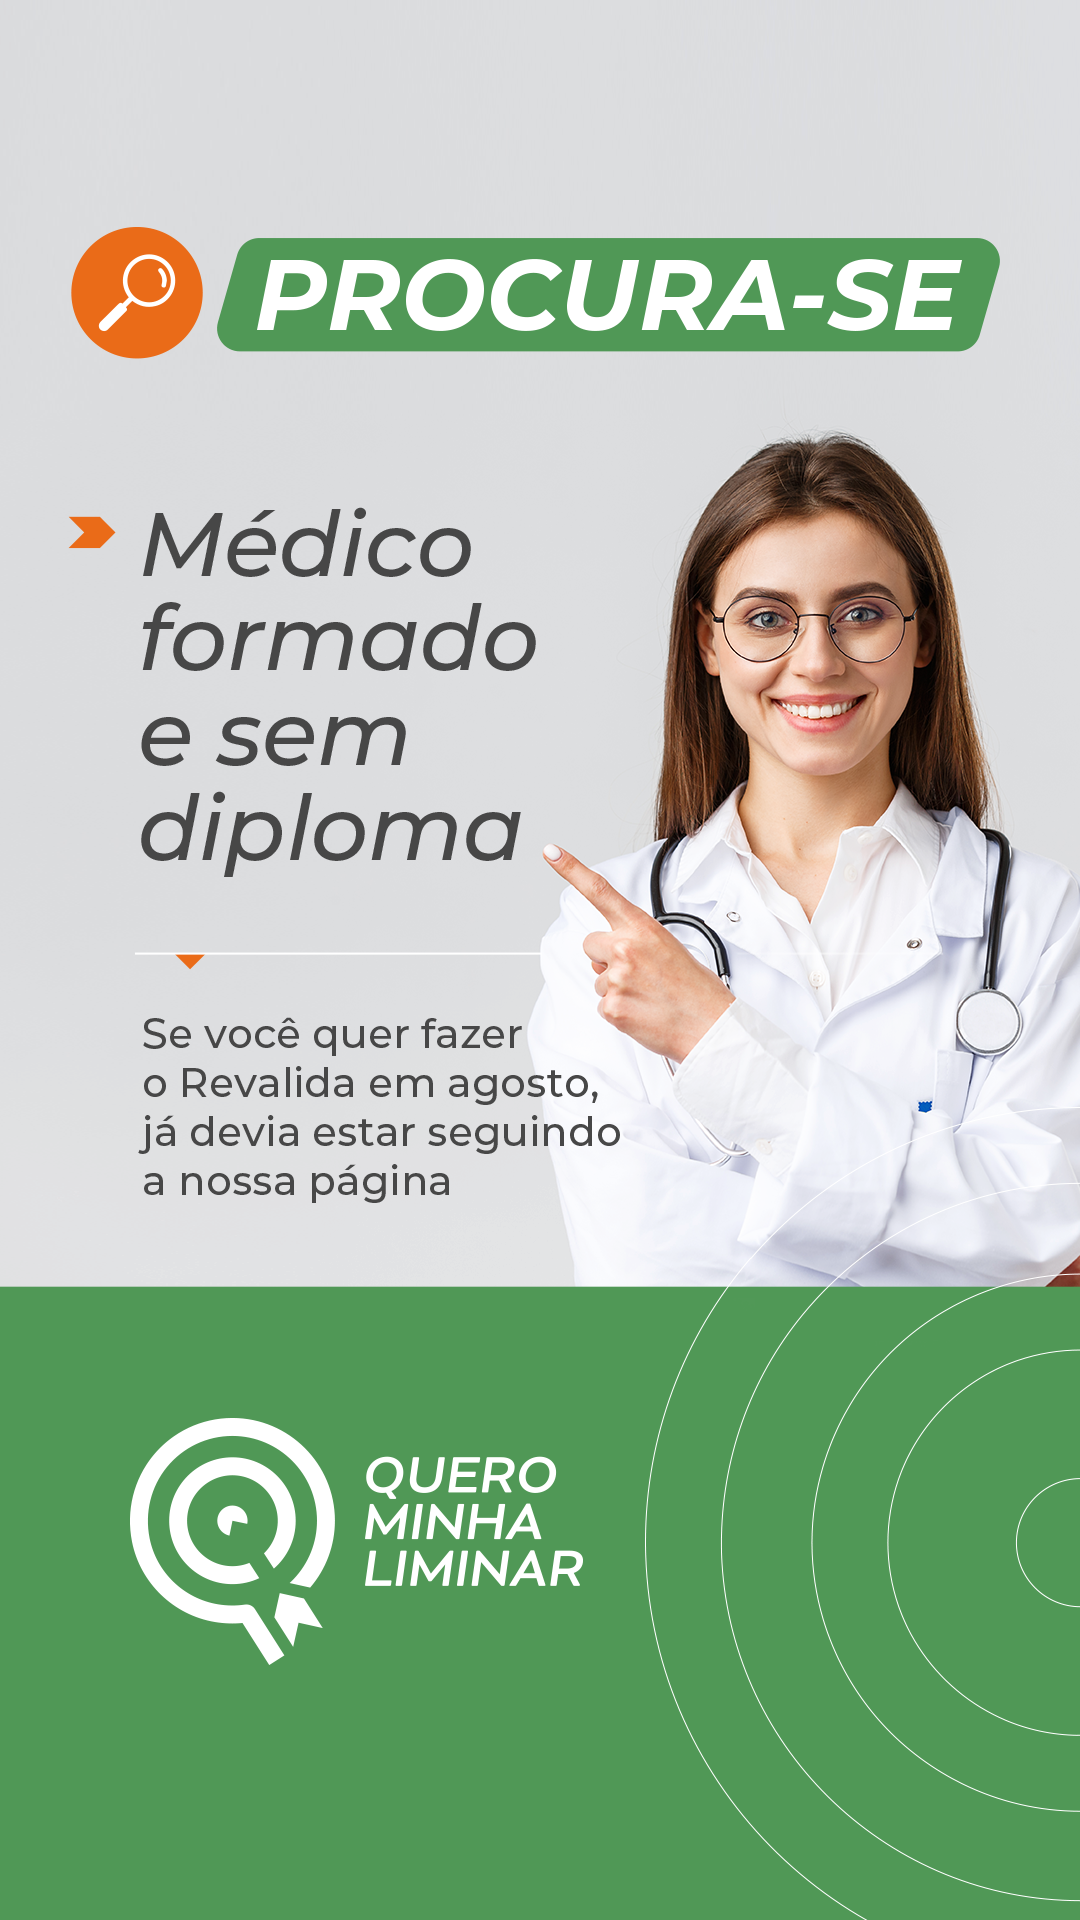 PROCURA-SE
Médico
formado
e sem
diploma
Se você quer fazer
o Revalida em agosto,
já devia estar seguindo
a nossa página
QUERO
MINHA
LIMINAR